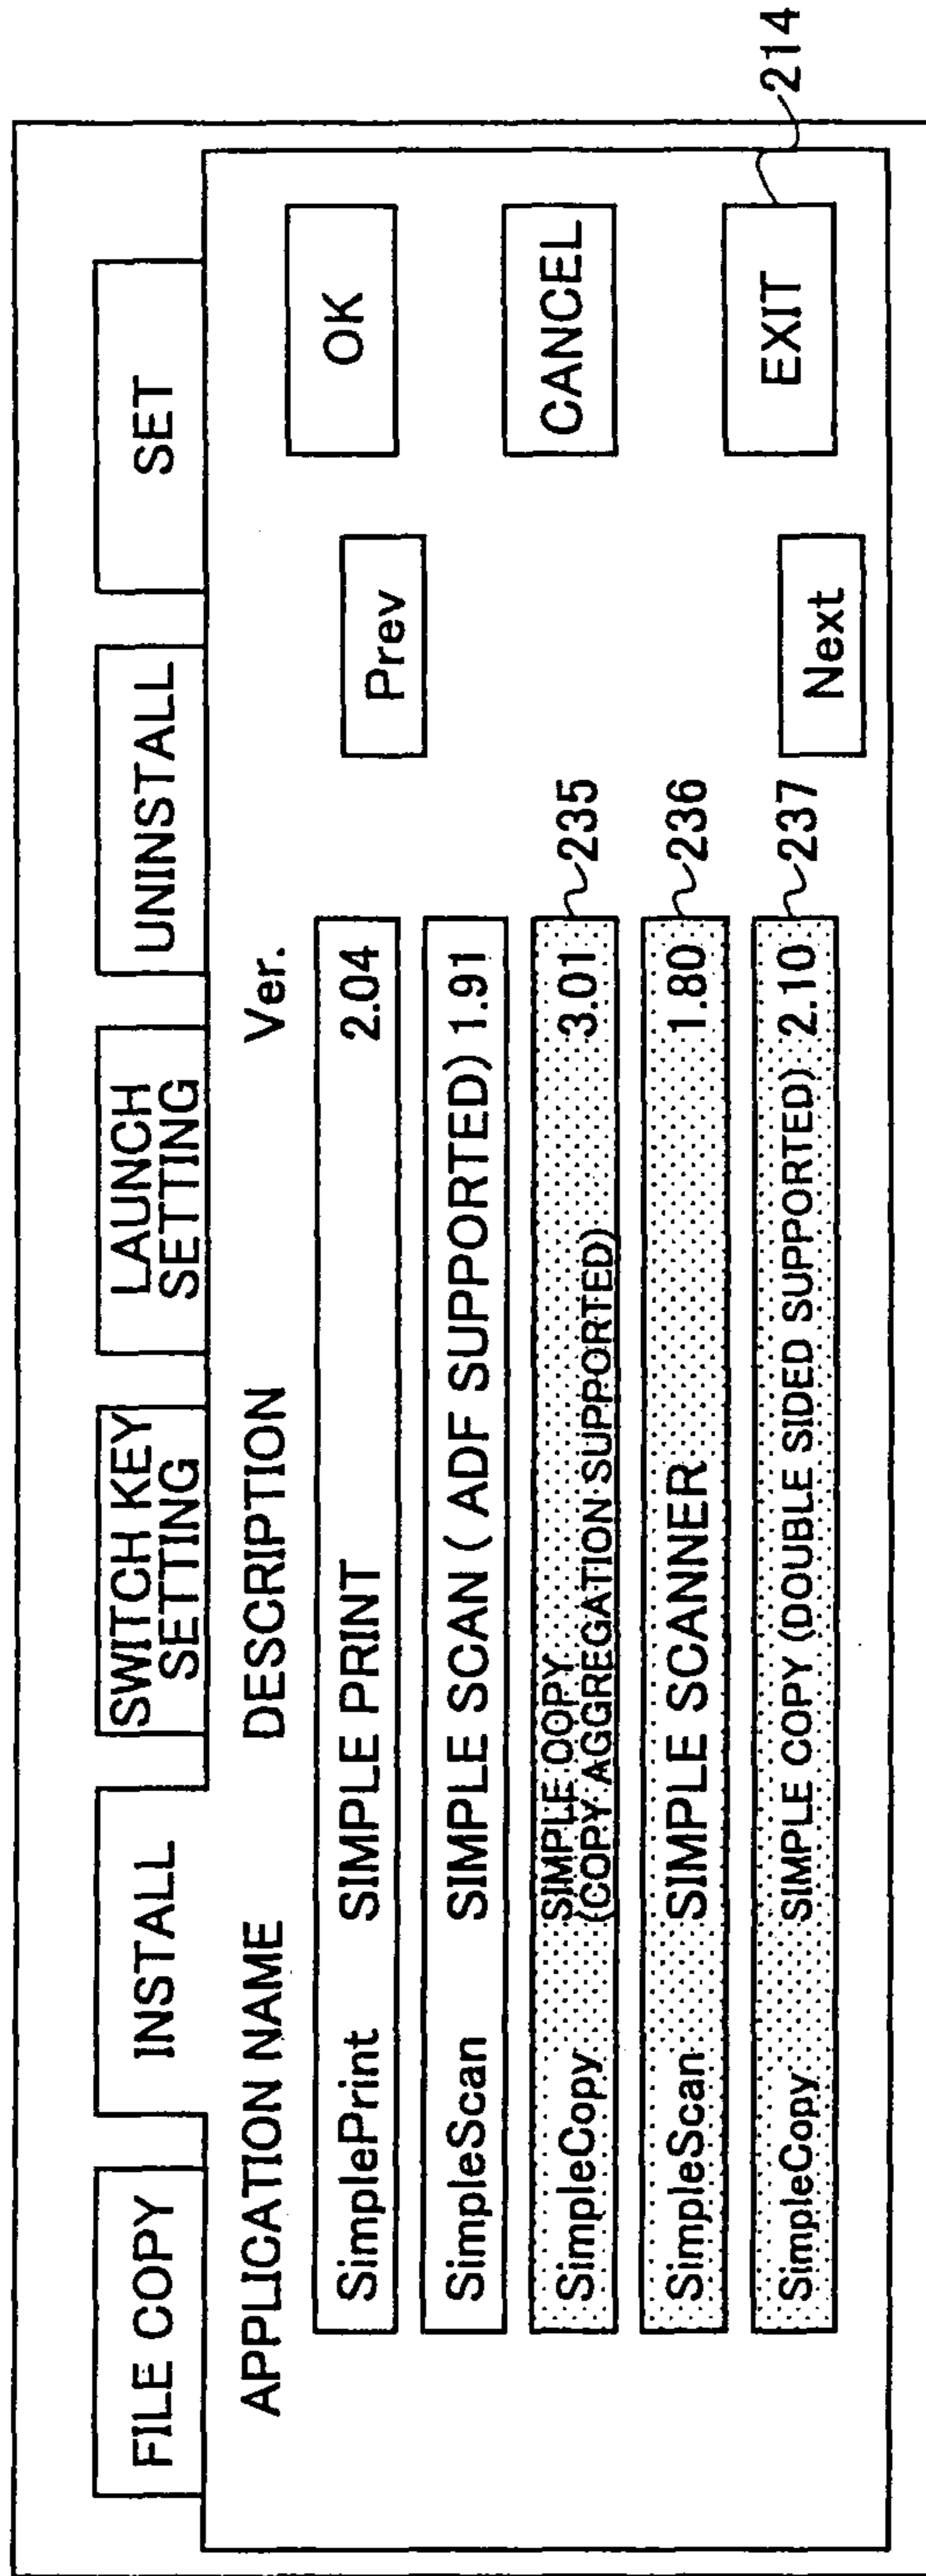 FILE COPY
INSTALL
SWITCH KEY
SETTING
LAUNCH
SETTING
UNINSTALL
SET
APPLICATION NAME DESCRIPTION Ver.
SimplePrint SIMPLE PRINT 2.04
SimpleScan SIMPLE SCAN ( ADF SUPPORTED) 1.91
SimpleCopy SIMPLE OOPY
(COPY AGGREGATION SUPPORTED) 3.01
235
SimpleScan SIMPLE SCANNER 1.80
236
SimpleCopy SIMPLE COPY (DOUBLE SIDED SUPPORTED) 2.10
237
Prev
Next
OK
CANCEL
EXIT
214